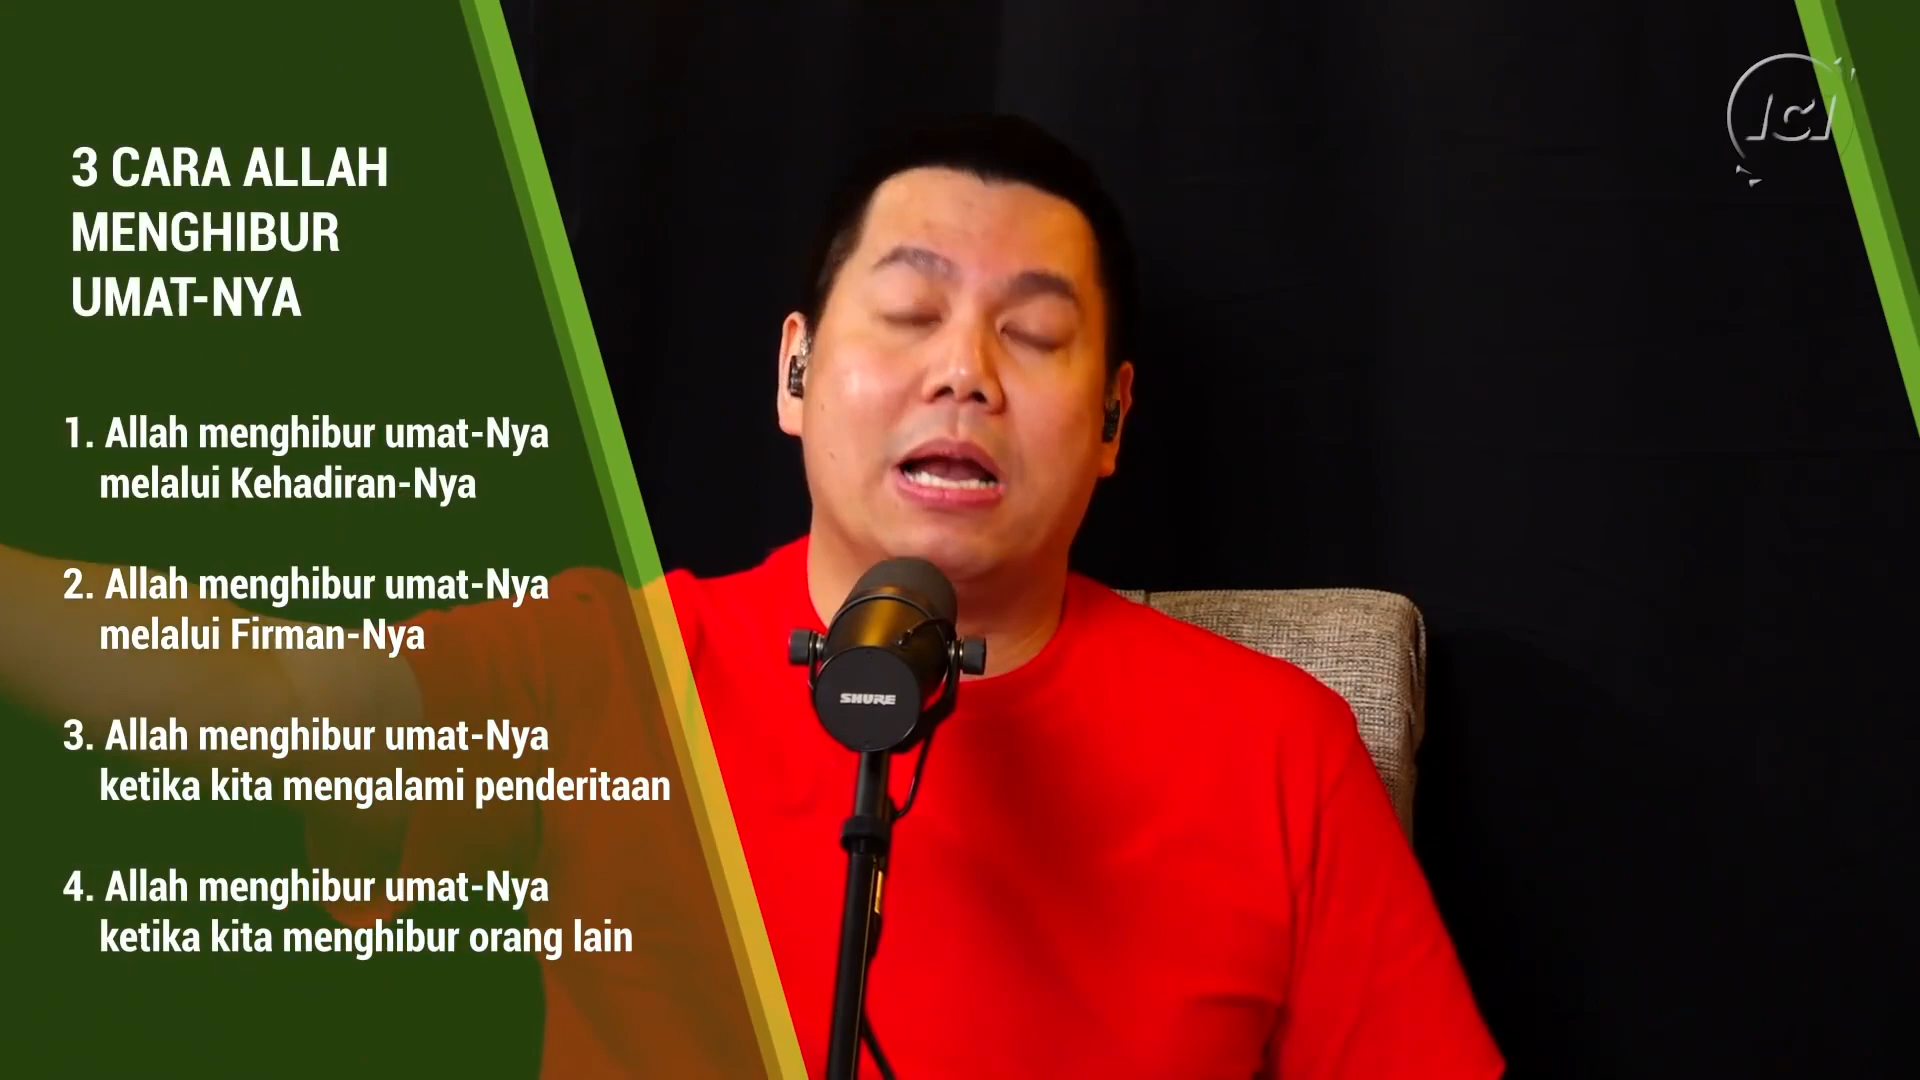 3 CARA ALLAH
MENGHIBUR
UMAT-NYA
1. Allah menghibur umat-Nya
melalui Kehadiran-Nya
2. Allah menghibur umat-Nya
melalui Firman-Nya
3. Allah menghibur umat-Nya
ketika kita mengalami penderitaan
4. Allah menghibur umat-Nya
ketika kita menghibur orang lain
ICI
SHURE